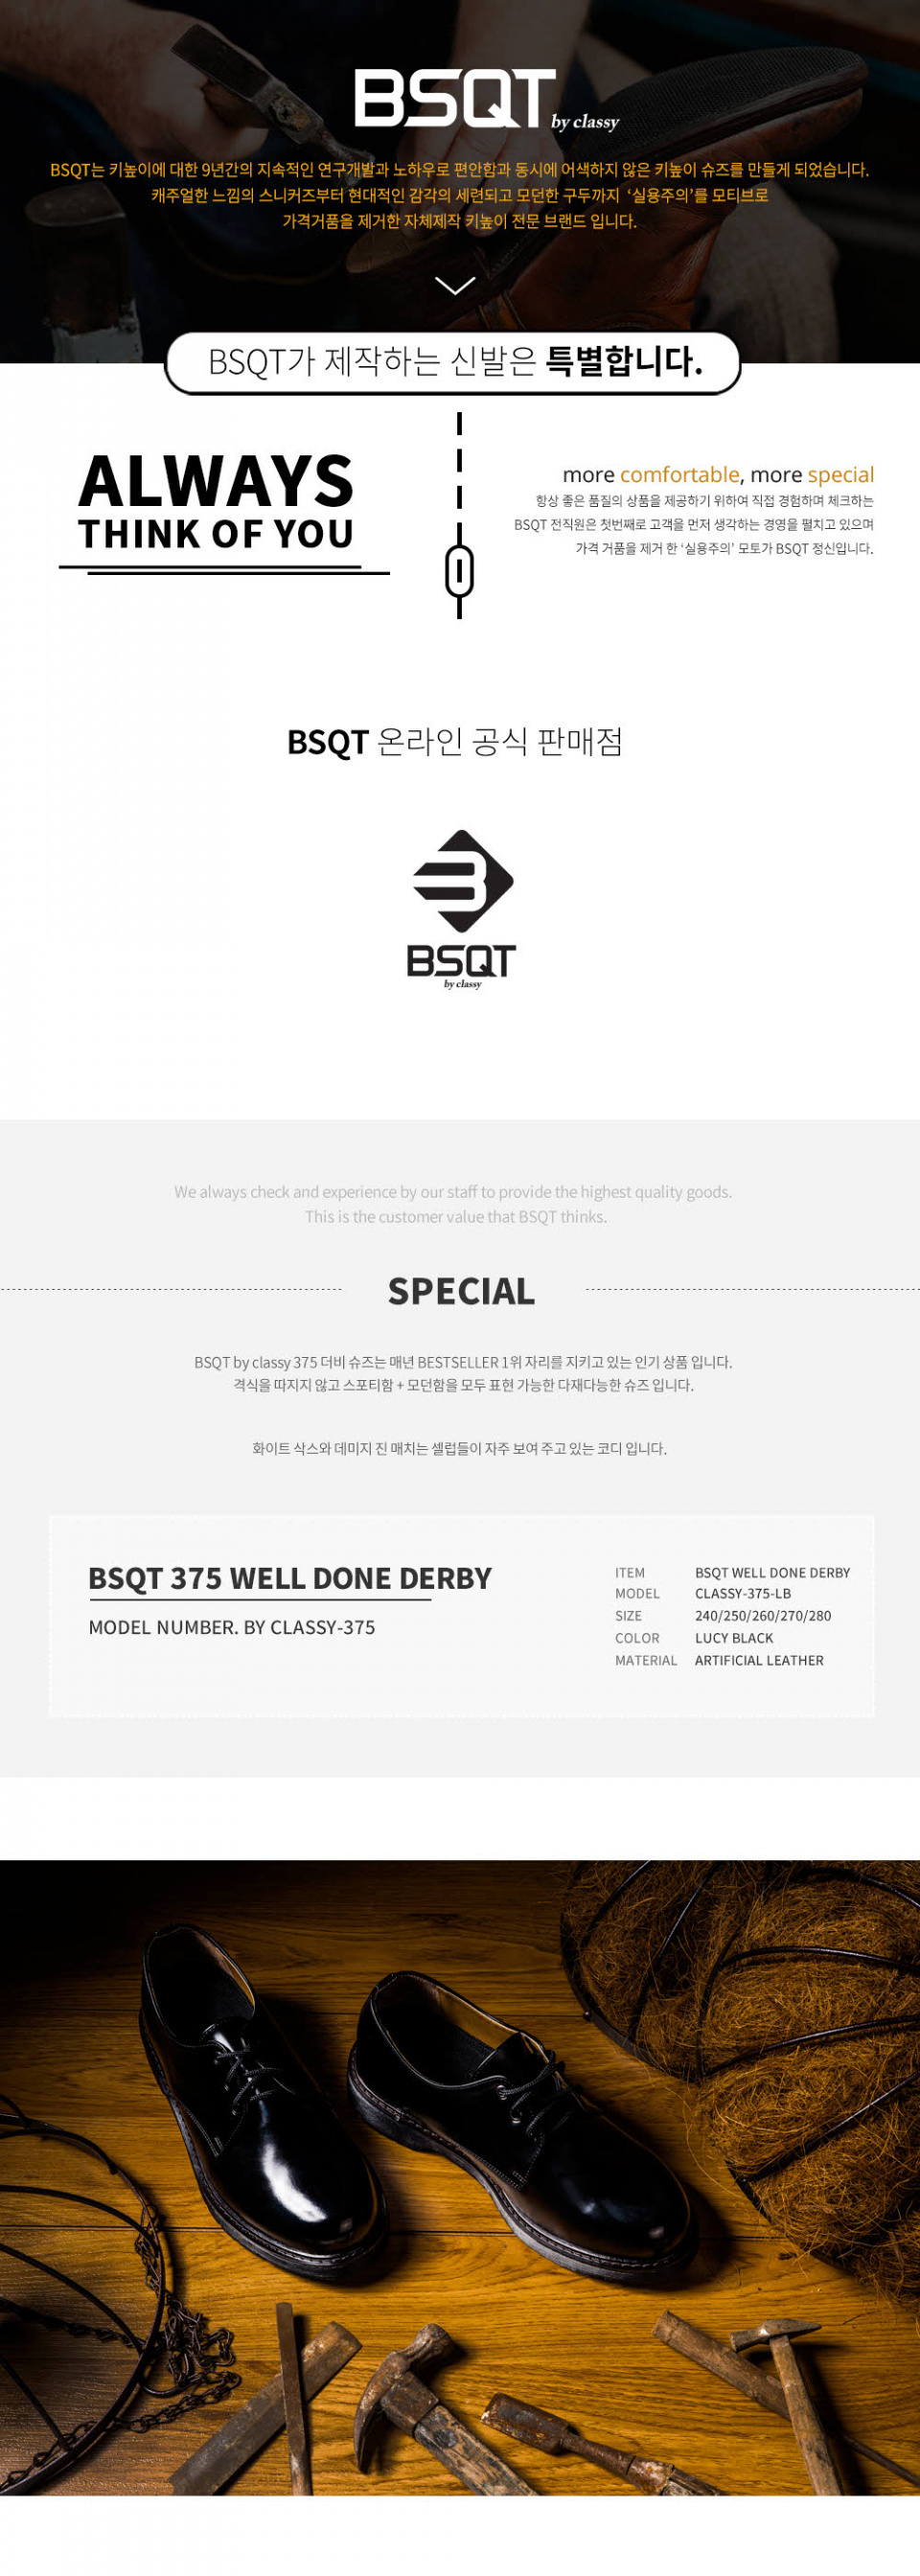 BSQT by classy
BSQT는 키높이에 대한 9년간의 지속적인 연구개발과 노하우로 편안함과 동시에 어색하지 않은 키높이 슈즈를 만들게 되었습니다.
캐주얼한 느낌의 스니커즈부터 현대적인 감각의 세련되고 모던한 구두까지 ‘실용주의’를 모티브로
가격거품을 제거한 자체제작 키높이 전문 브랜드 입니다.
BSQT가 제작하는 신발은 특별합니다.
ALWAYS
THINK OF YOU
more comfortable, more special
항상 좋은 품질의 상품을 제공하기 위하여 직접 경험하며 체크하는
BSQT 전직원은 첫번째로 고객을 먼저 생각하는 경영을 펼치고 있으며
가격 거품을 제거 한 ‘실용주의’ 모토가 BSQT 정신입니다.
BSQT 온라인 공식 판매점
BSQT
by classy
We always check and experience by our staff to provide the highest quality goods.
This is the customer value that BSQT thinks.
SPECIAL
BSQT by classy 375 더비 슈즈는 매년 BESTSELLER 1위 자리를 지키고 있는 인기 상품 입니다.
격식을 따지지 않고 스포티함 + 모던함을 모두 표현 가능한 다재다능한 슈즈 입니다.
화이트 삭스와 데미지 진 매치는 셀럽들이 자주 보여 주고 있는 코디 입니다.
BSQT 375 WELL DONE DERBY
MODEL NUMBER. BY CLASSY-375
ITEM BSQT WELL DONE DERBY
MODEL CLASSY-375-LB
SIZE 240/250/260/270/280
COLOR LUCY BLACK
MATERIAL ARTIFICIAL LEATHER